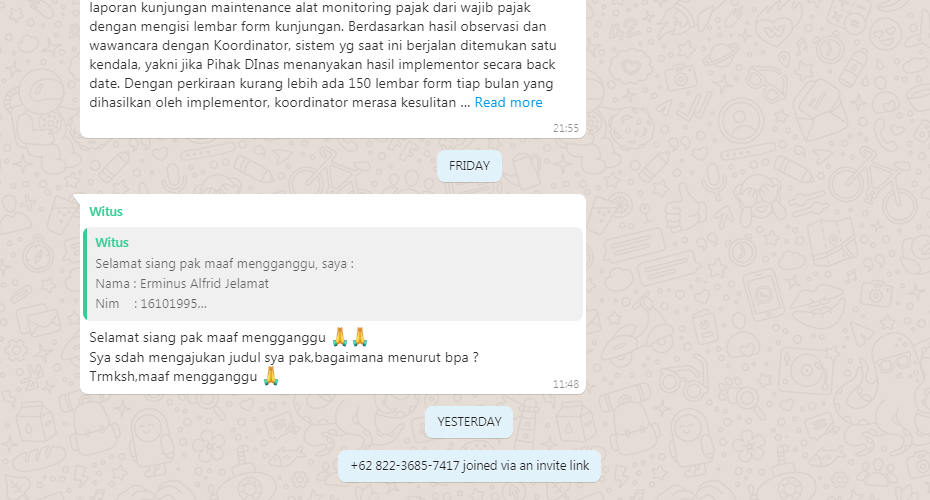 laporan kunjungan maintenance alat monitoring pajak dari wajib pajak
dengan mengisi lembar form kunjungan. Berdasarkan hasil observasi dan
wawancara dengan Koordinator, sistem yg saat ini berjalan ditemukan satu
kendala, yakni jika Pihak DInas menanyakan hasil implementor secara back
date. Dengan perkiraan kurang lebih ada 150 lembar form tiap bulan yang
dihasilkan oleh implementor, koordinator merasa kesulitan ... Read more
21:55
FRIDAY
Witus
Witus
Selamat siang pak maaf mengganggu, saya :
Nama : Erminus Alfrid Jelamat
Nim : 16101995...
Selamat siang pak maaf mengganggu 🙏🙏
Sya sdah mengajukan judul sya pak,bagaimana menurut bpa ?
Trmksh,maaf mengganggu 🙏
11:48
YESTERDAY
+62 822-3685-7417 joined via an invite link